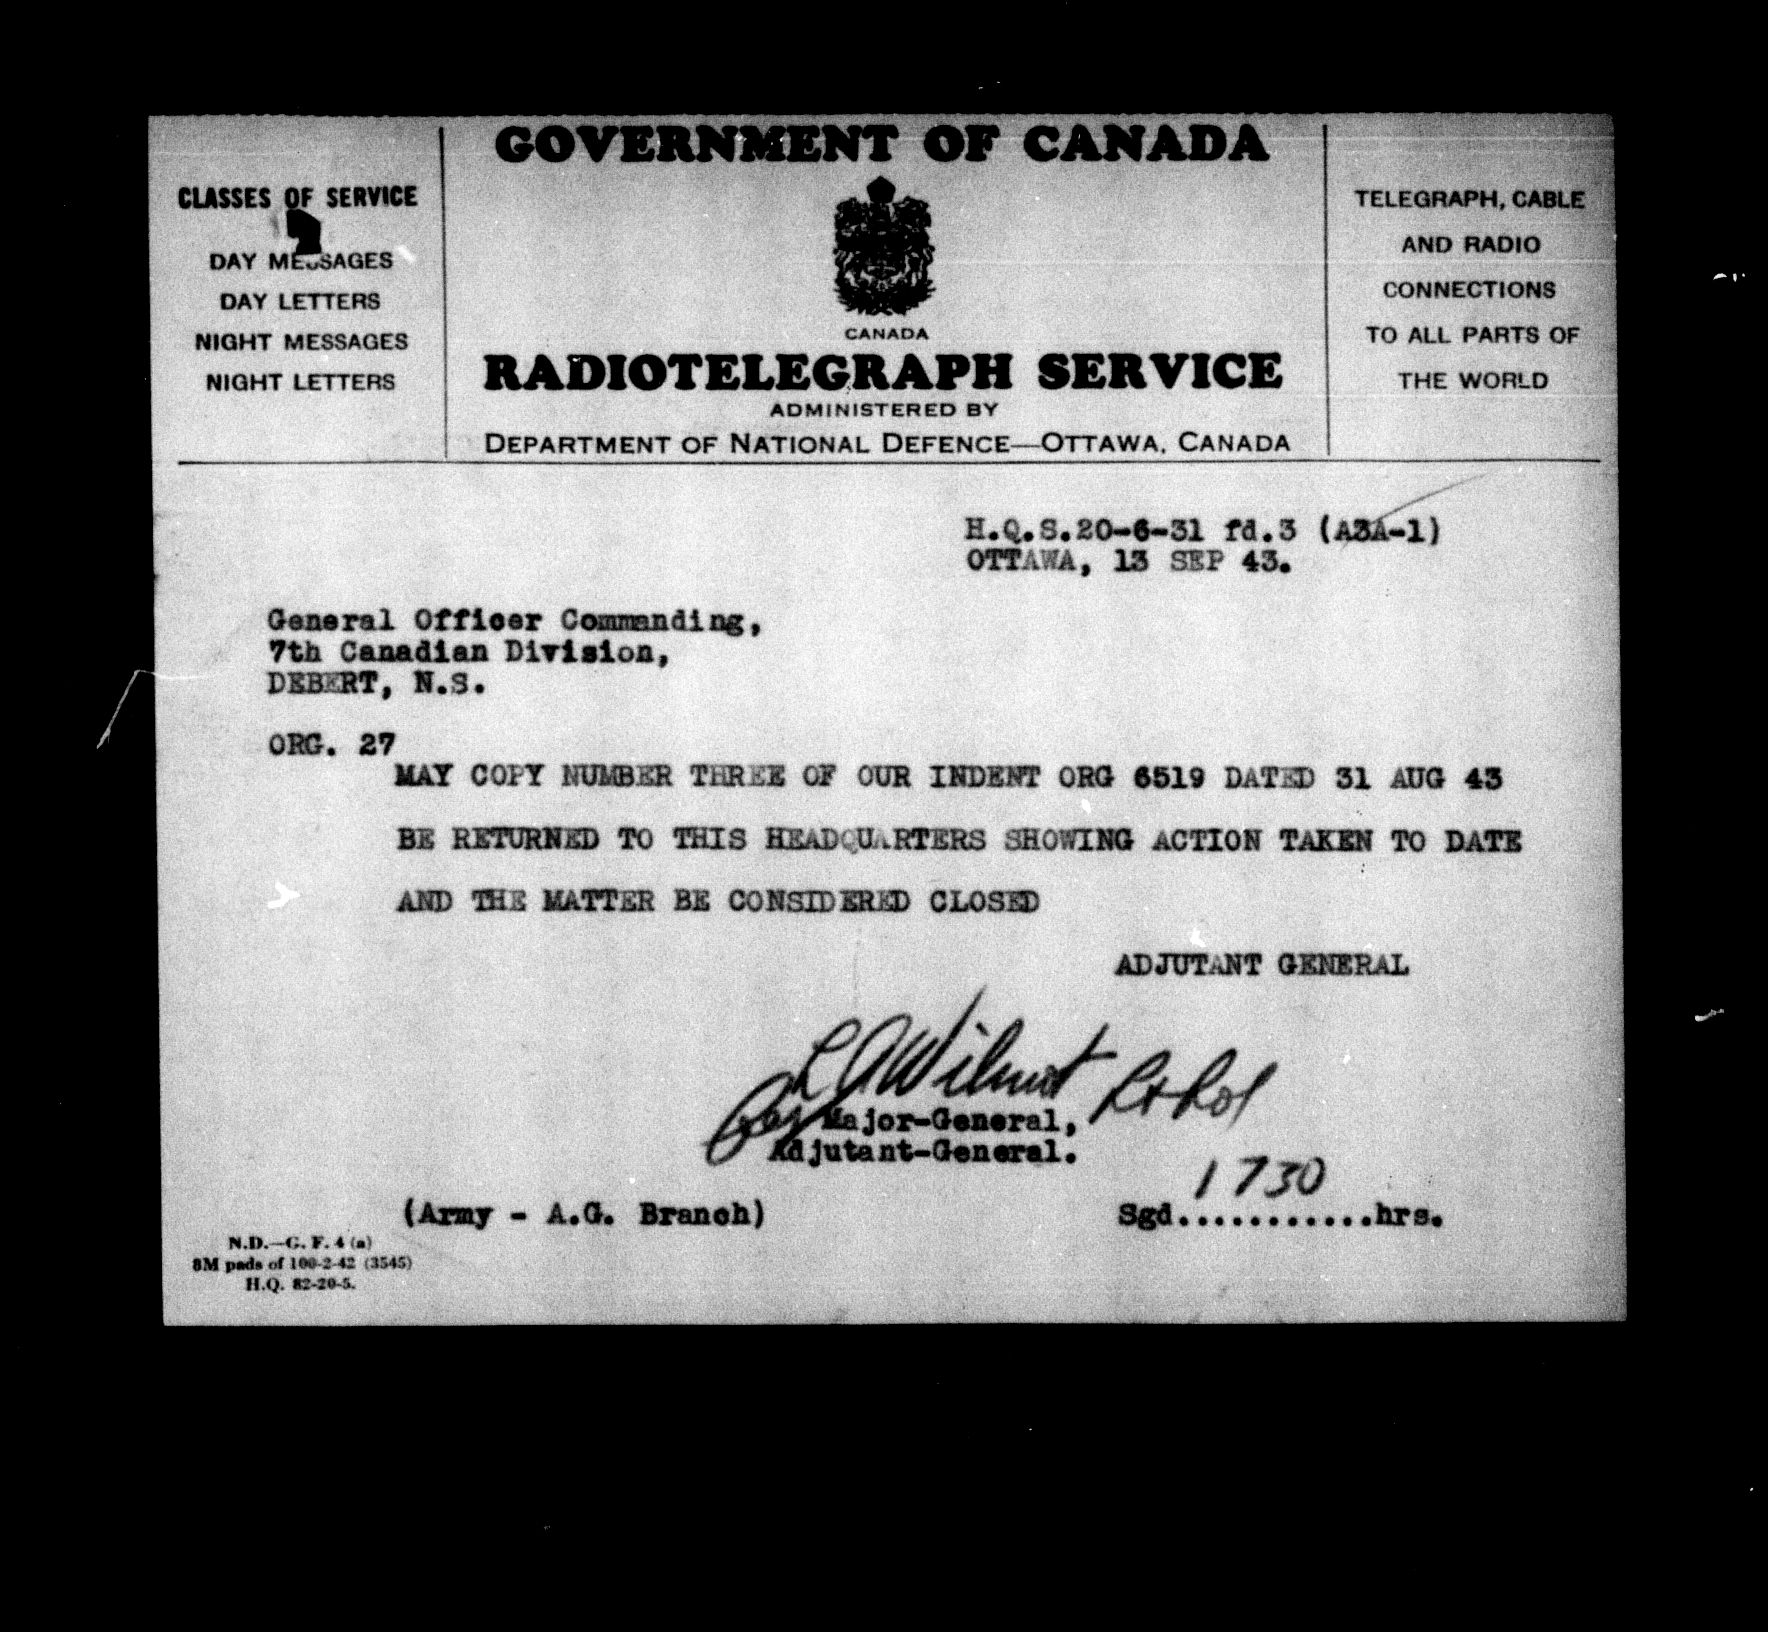 GOVERNMENT OF CANADA
CLASSES OF SERVICE
DAY MESSAGES
DAY LETTERS
NIGHT MESSAGES
NIGHT LETTERS
CANADA
RADIOTELEGRAPH SERVICE
ADMINISTERED BY
DEPARTMENT OF NATIONAL DEFENCE—OTTAWA, CANADA
TELEGRAPH, CABLE
AND RADIO
CONNECTIONS
TO ALL PARTS OF
THE WORLD
H.Q.S.20-6-31 fd.3 (A3A-1)
OTTAWA, 13 SEP 43.
General Officer Commanding,
7th Canadian Division,
DEBERT, N.S.
ORG. 27
MAY COPY NUMBER THREE OF OUR INDENT ORG 6519 DATED 31 AUG 43
BE RETURNED TO THIS HEADQUARTERS SHOWING ACTION TAKEN TO DATE
AND THE MATTER BE CONSIDERED CLOSED
ADJUTANT GENERAL
L A Wilmot Lt Col
for Major-General,
Adjutant-General.
1730
(Army - A.G. Branch) Sgd...........hrs.
N.D.—G. F. 4 (a)
8M pads of 100-2-42 (3545)
H.Q. 82-20-5.